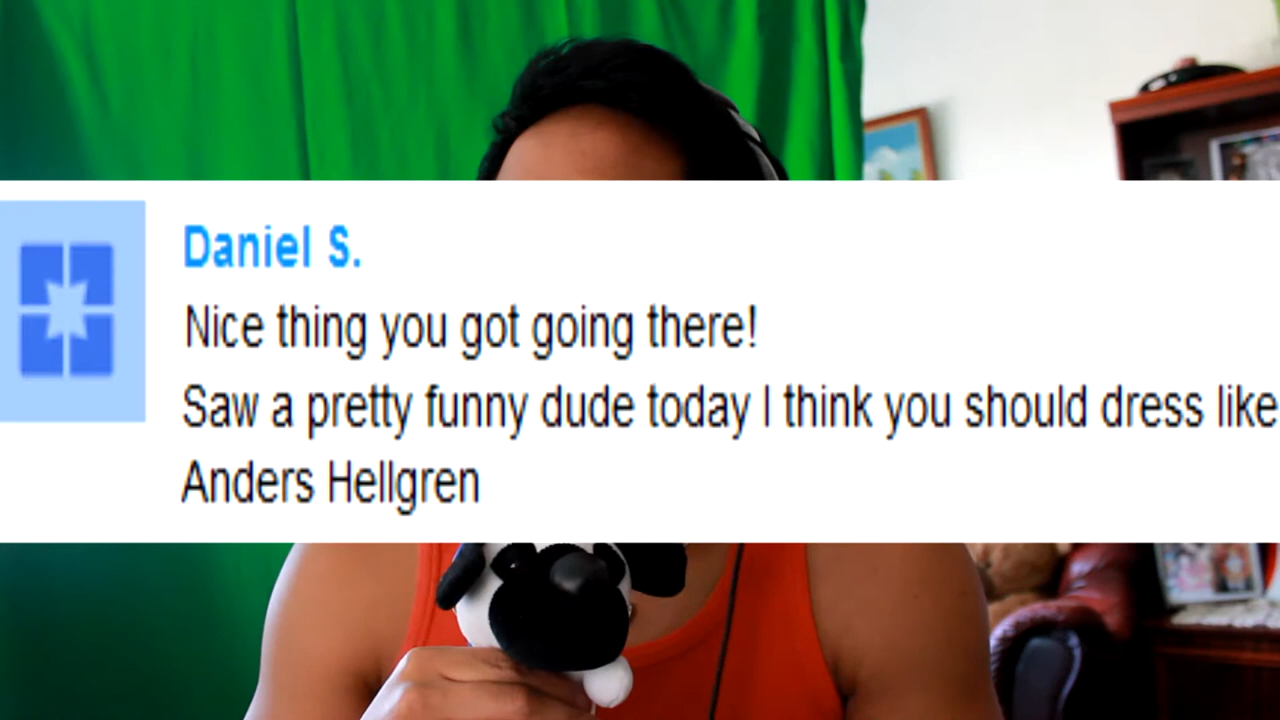 Daniel S.
Nice thing you got going there!
Saw a pretty funny dude today I think you should dress like
Anders Hellgren